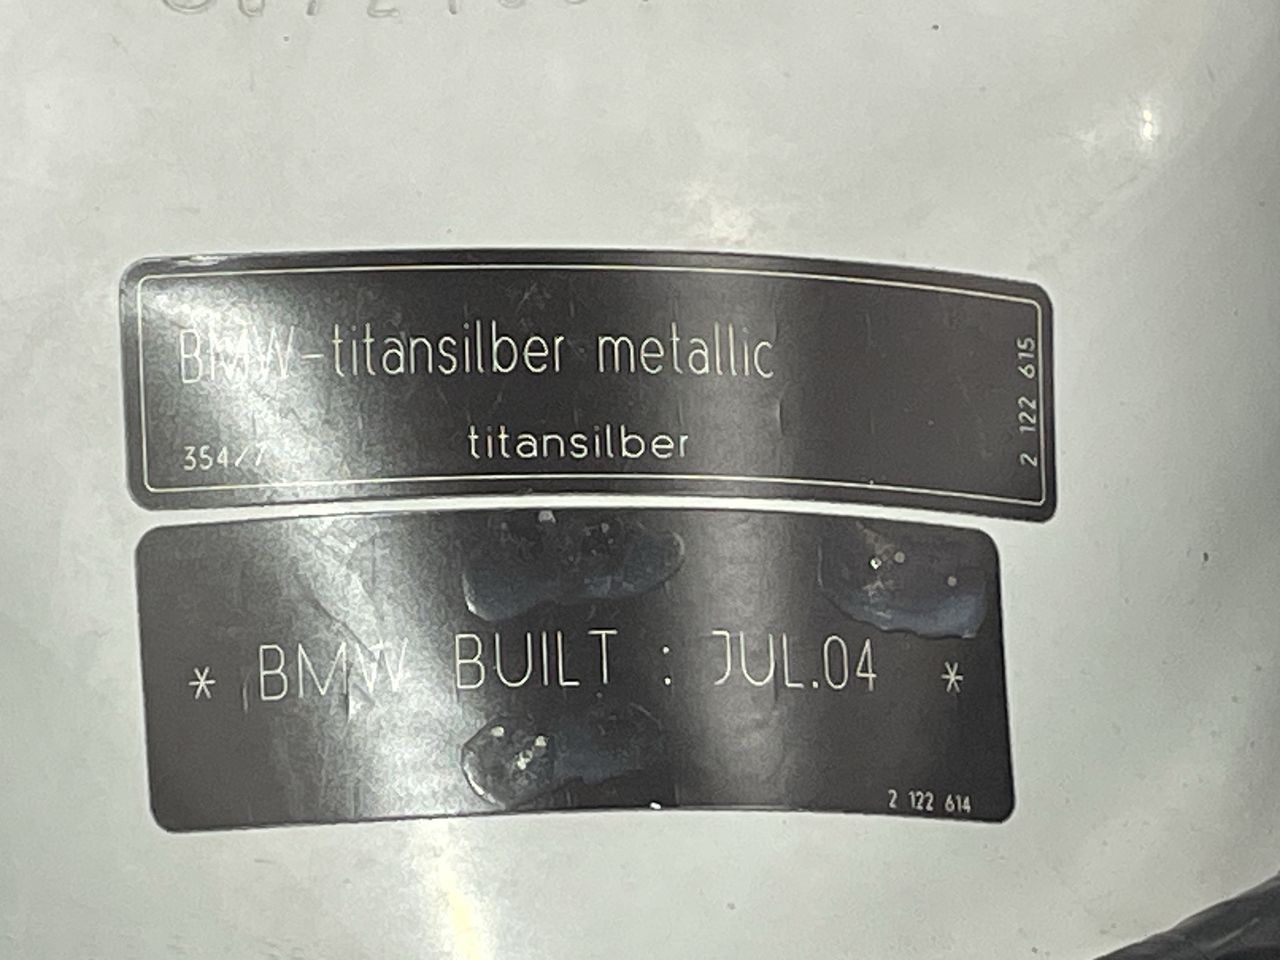 BMW-titansilber metallic
354/7
titansilber
2 122 615
* BMW BUILT : JUL.04 *
2 122 614